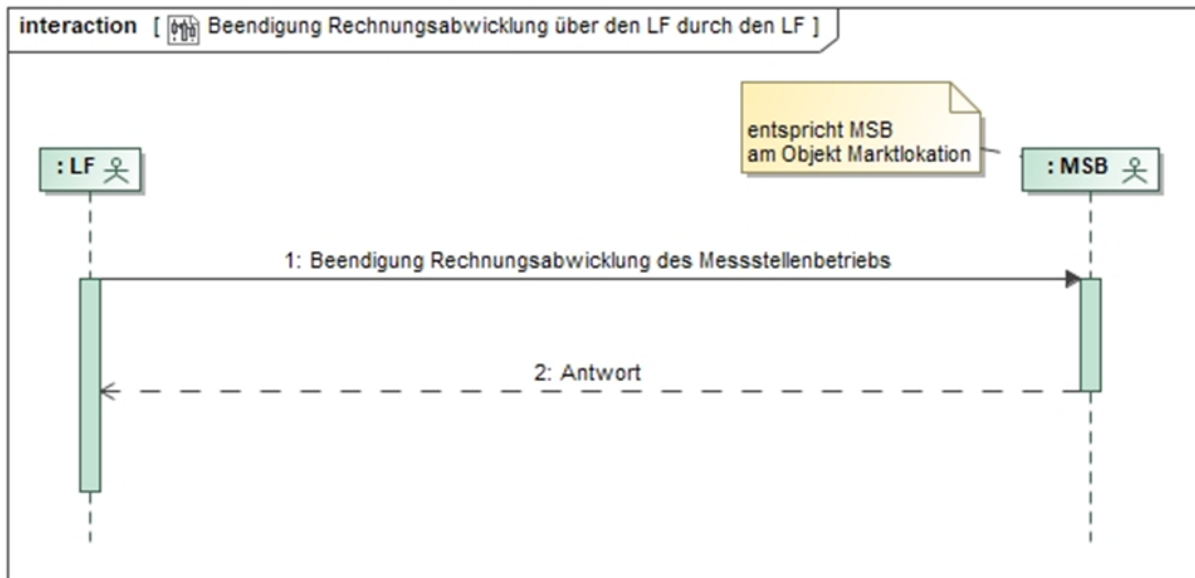 interaction [ Beendigung Rechnungsabwicklung über den LF durch den LF ]
entspricht MSB
am Objekt Marktlokation
: LF
: MSB
1: Beendigung Rechnungsabwicklung des Messstellenbetriebs
2: Antwort